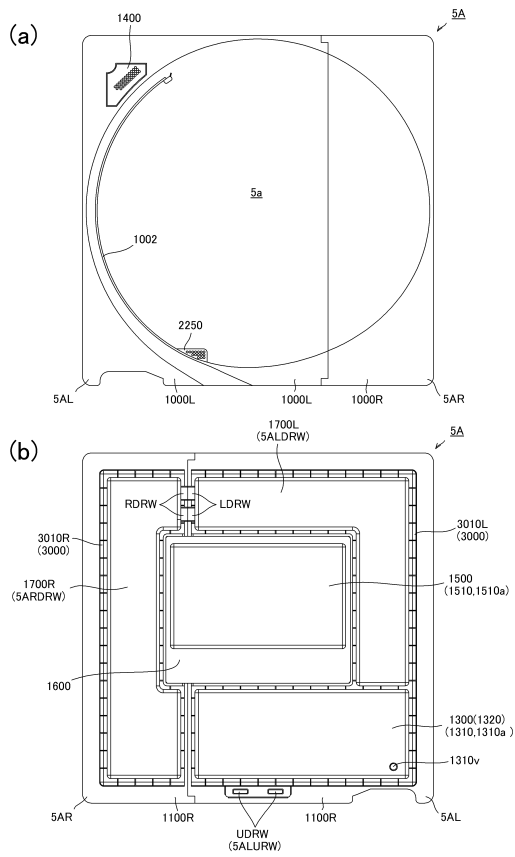 (a)
5A
1400
5a
1002
2250
5AL
1000L
1000L
1000R
5AR
(b)
5A
1700L
(5ALDRW)
RDRW
LDRW
3010R
(3000)
3010L
(3000)
1700R
(5ARDRW)
1500
(1510,1510a)
1600
1300(1320)
(1310,1310a)
1310v
5AR
1100R
1100R
5AL
UDRW
(5ALURW)